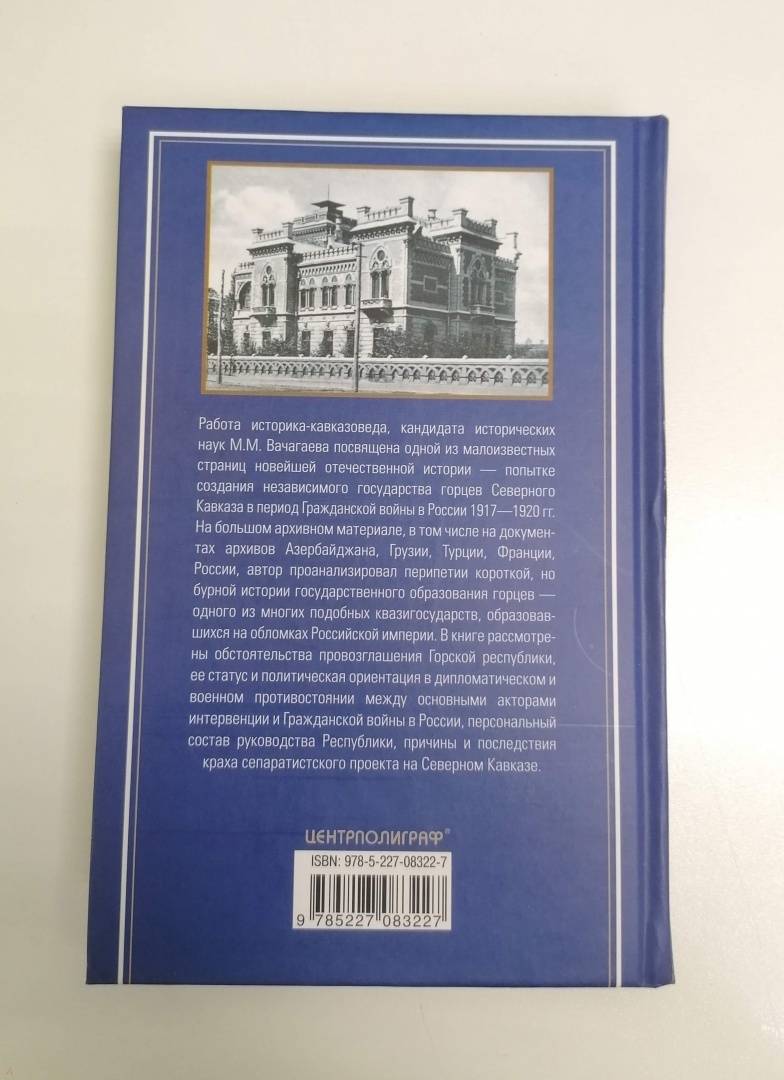 Работа историка-кавказоведа, кандидата исторических
наук М.М. Вачагаева посвящена одной из малоизвестных
страниц новейшей отечественной истории — попытке
создания независимого государства горцев Северного
Кавказа в период Гражданской войны в России 1917—1920 гг.
На большом архивном материале, в том числе на докумен-
тах архивов Азербайджана, Грузии, Турции, Франции,
России, автор проанализировал перипетии короткой, но
бурной истории государственного образования горцев —
одного из многих подобных квазигосударств, образовав-
шихся на обломках Российской империи. В книге рассмотре-
ны обстоятельства провозглашения Горской республики,
ее статус и политическая ориентация в дипломатическом и
военном противостоянии между основными акторами
интервенции и Гражданской войны в России, персональный
состав руководства Республики, причины и последствия
краха сепаратистского проекта на Северном Кавказе.
ЦЕНТРПОЛИГРАФ®
ISBN: 978-5-227-08322-7
9 785227 083227